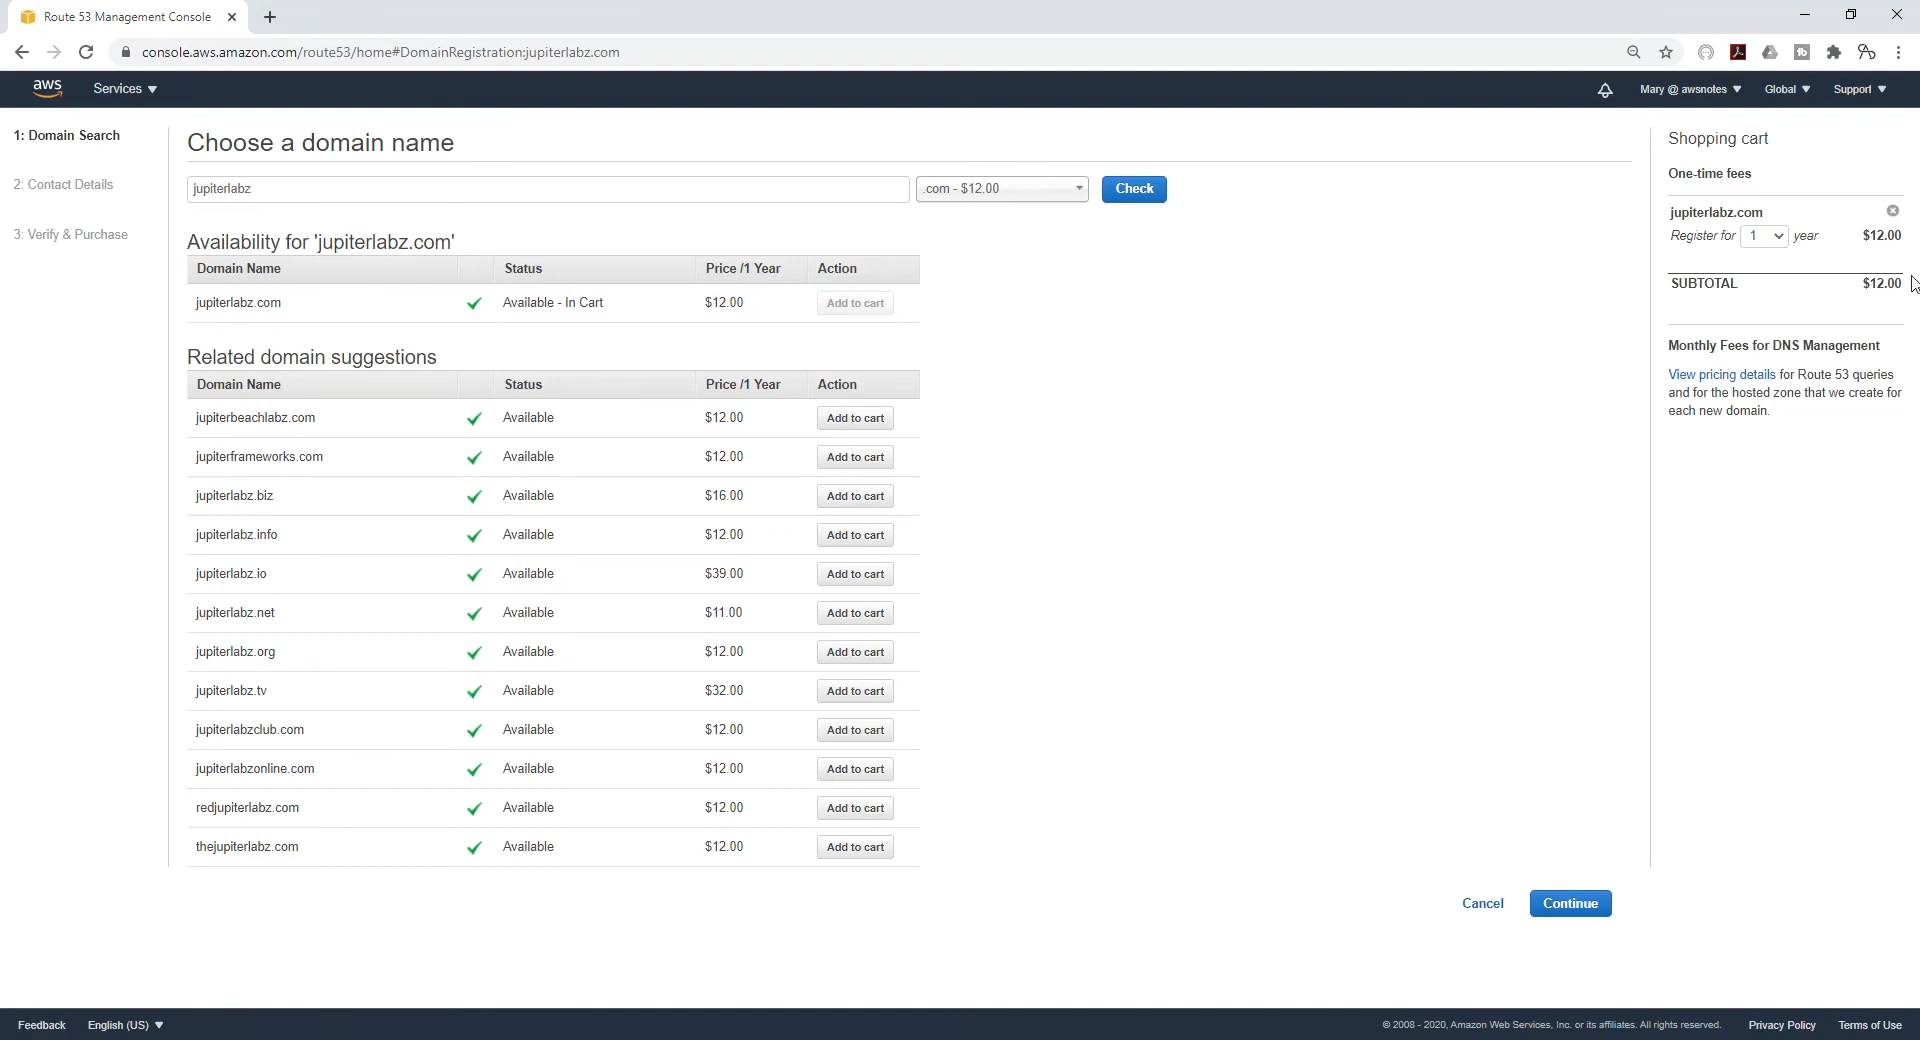 Route 53 Management Console
console.aws.amazon.com/route53/home#DomainRegistration:jupiterlabz.com
aws
Services
Mary @ awsnotes
Global
Support
1: Domain Search
2: Contact Details
3: Verify & Purchase
Choose a domain name
jupiterlabz
.com - $12.00
Check
Availability for 'jupiterlabz.com'
Domain Name Status Price /1 Year Action
jupiterlabz.com Available - In Cart $12.00 Add to cart
Related domain suggestions
Domain Name Status Price /1 Year Action
jupiterbeachlabz.com Available $12.00 Add to cart
jupiterframeworks.com Available $12.00 Add to cart
jupiterlabz.biz Available $16.00 Add to cart
jupiterlabz.info Available $12.00 Add to cart
jupiterlabz.io Available $39.00 Add to cart
jupiterlabz.net Available $11.00 Add to cart
jupiterlabz.org Available $12.00 Add to cart
jupiterlabz.tv Available $32.00 Add to cart
jupiterlabzclub.com Available $12.00 Add to cart
jupiterlabzonline.com Available $12.00 Add to cart
redjupiterlabz.com Available $12.00 Add to cart
thejupiterlabz.com Available $12.00 Add to cart
Cancel
Continue
Shopping cart
One-time fees
jupiterlabz.com
Register for 1 year $12.00
SUBTOTAL $12.00
Monthly Fees for DNS Management
View pricing details for Route 53 queries
and for the hosted zone that we create for
each new domain.
Feedback
English (US)
© 2008 - 2020, Amazon Web Services, Inc. or its affiliates. All rights reserved.
Privacy Policy
Terms of Use